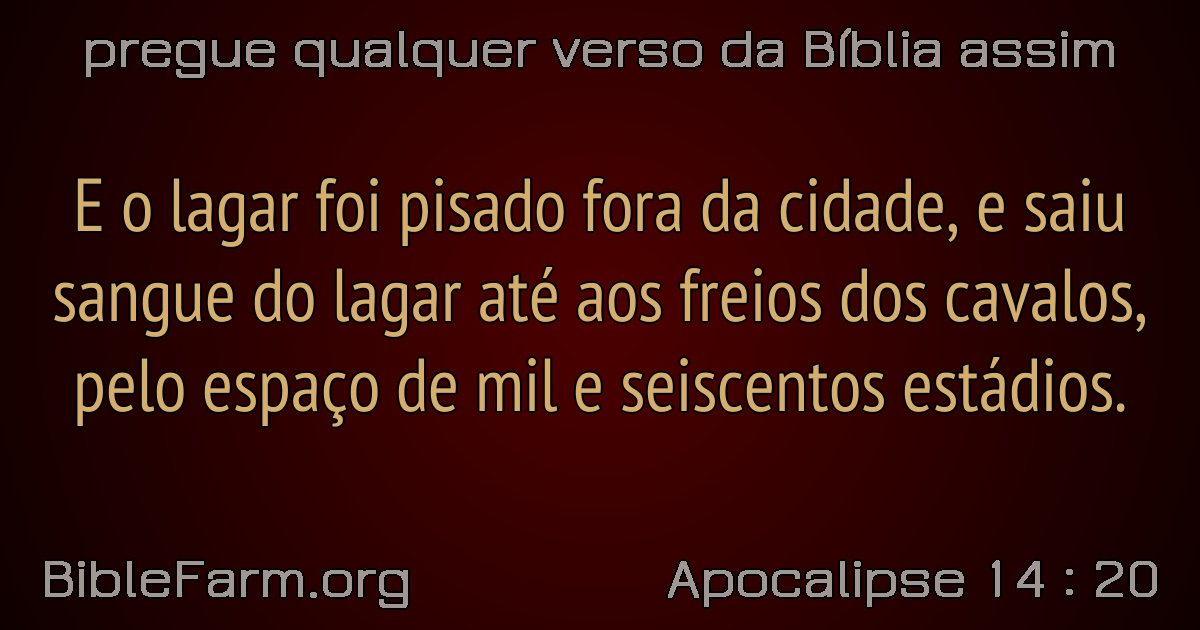 pregue qualquer verso da Bíblia assim
E o lagar foi pisado fora da cidade, e saiu
sangue do lagar até aos freios dos cavalos,
pelo espaço de mil e seiscentos estádios.
BibleFarm.org
Apocalipse 14 : 20